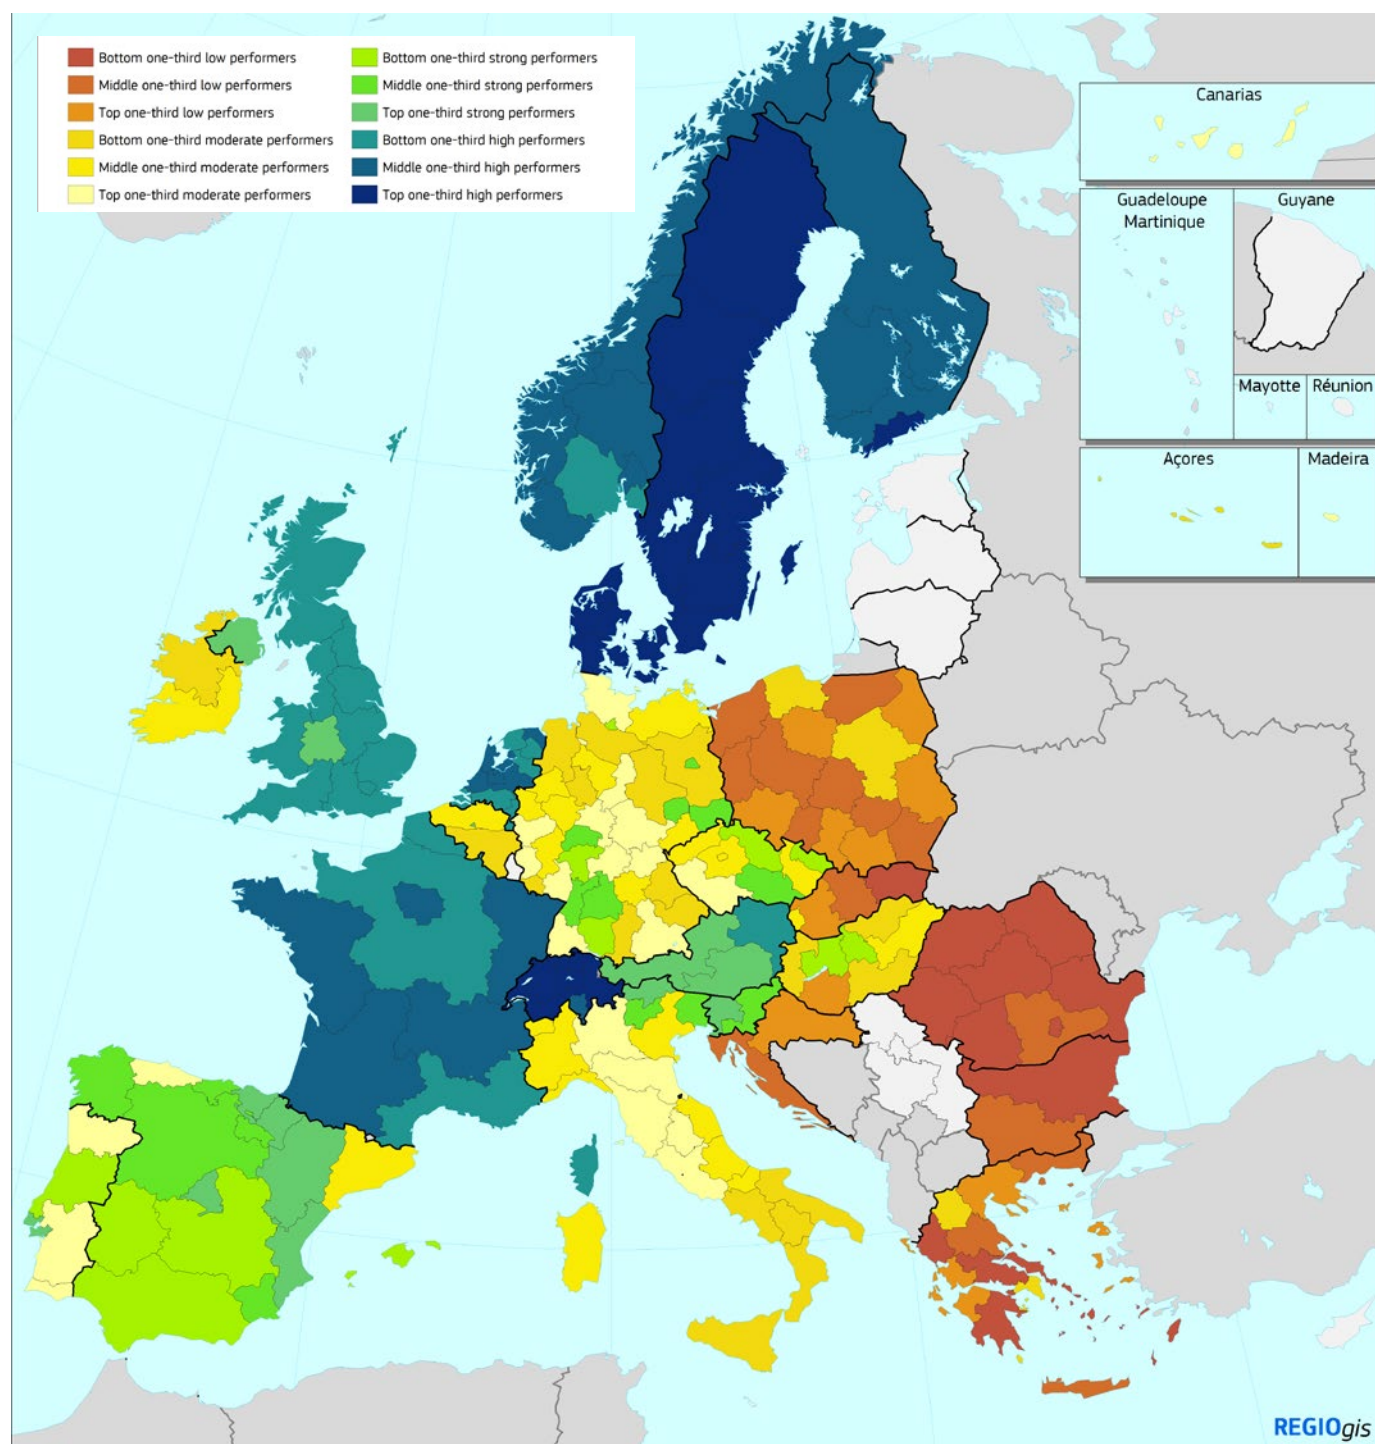 Bottom one-third low performers
Middle one-third low performers
Top one-third low performers
Bottom one-third moderate performers
Middle one-third moderate performers
Top one-third moderate performers
Bottom one-third strong performers
Middle one-third strong performers
Top one-third strong performers
Bottom one-third high performers
Middle one-third high performers
Top one-third high performers
Canarias
Guadeloupe
Martinique
Guyane
Mayotte
Réunion
Açores
Madeira
REGIOgis